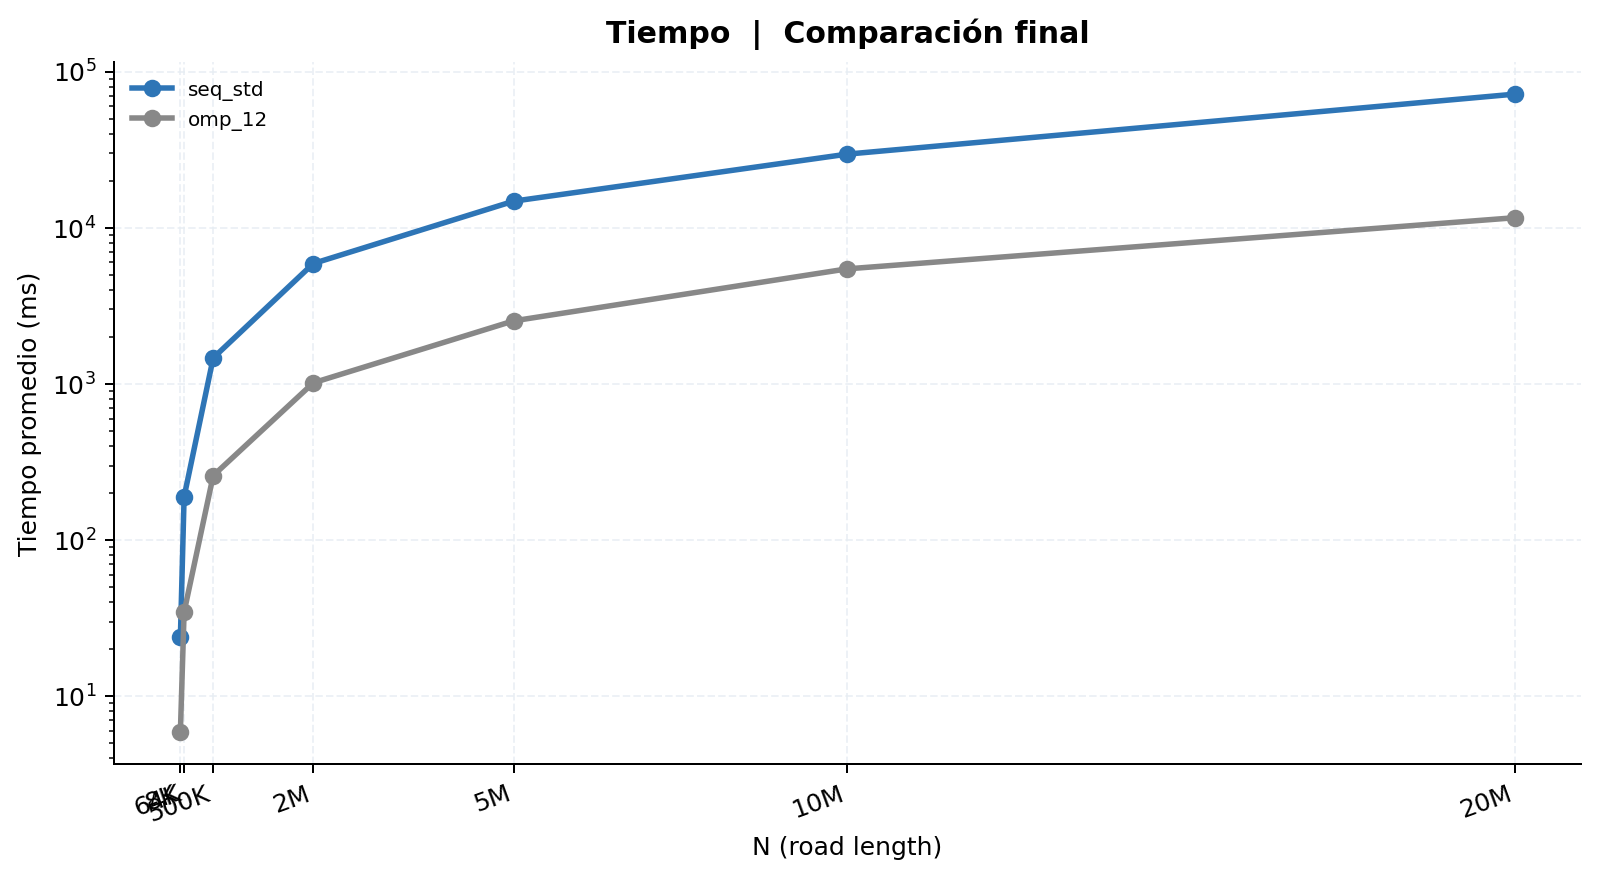 Tiempo | Comparación final
seq_std
omp_12
Tiempo promedio (ms)
10^5
10^4
10^3
10^2
10^1
500K
2M
5M
10M
20M
N (road length)